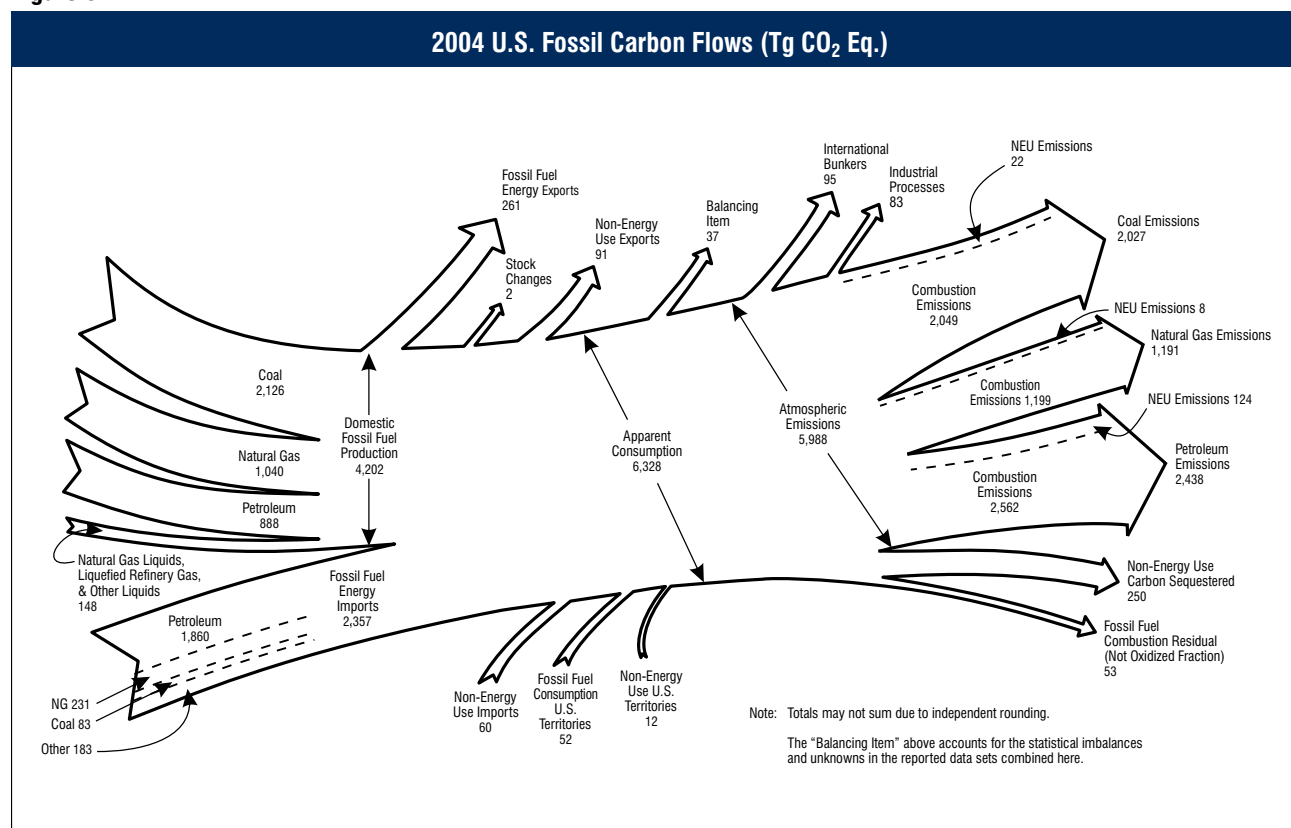 2004 U.S. Fossil Carbon Flows (Tg CO₂ Eq.)
International
Bunkers
95
NEU Emissions
22
Industrial
Processes
83
Fossil Fuel
Energy Exports
261
Balancing
Item
37
Non-Energy
Use Exports
91
Coal Emissions
2,027
Stock
Changes
2
Combustion
Emissions
2,049
NEU Emissions 8
Natural Gas Emissions
1,191
Coal
2,126
Combustion
Emissions 1,199
NEU Emissions 124
Domestic
Fossil Fuel
Production
4,202
Apparent
Consumption
6,328
Atmospheric
Emissions
5,988
Natural Gas
1,040
Petroleum
Emissions
2,438
Combustion
Emissions
2,562
Petroleum
888
Natural Gas Liquids,
Liquefied Refinery Gas,
& Other Liquids
148
Fossil Fuel
Energy
Imports
2,357
Non-Energy Use
Carbon Sequestered
250
Petroleum
1,860
Fossil Fuel
Combustion Residual
(Not Oxidized Fraction)
53
NG 231
Coal 83
Other 183
Non-Energy
Use Imports
60
Fossil Fuel
Consumption
U.S.
Territories
52
Non-Energy
Use U.S.
Territories
12
Note: Totals may not sum due to independent rounding.
The “Balancing Item” above accounts for the statistical imbalances
and unknowns in the reported data sets combined here.